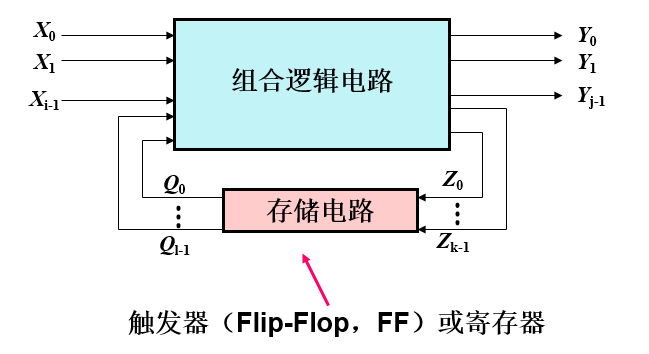 X0
X1
Xi-1
组合逻辑电路
Y0
Y1
Yj-1
Q0
Ql-1
存储电路
Z0
Zk-1
触发器（Flip-Flop，FF）或寄存器